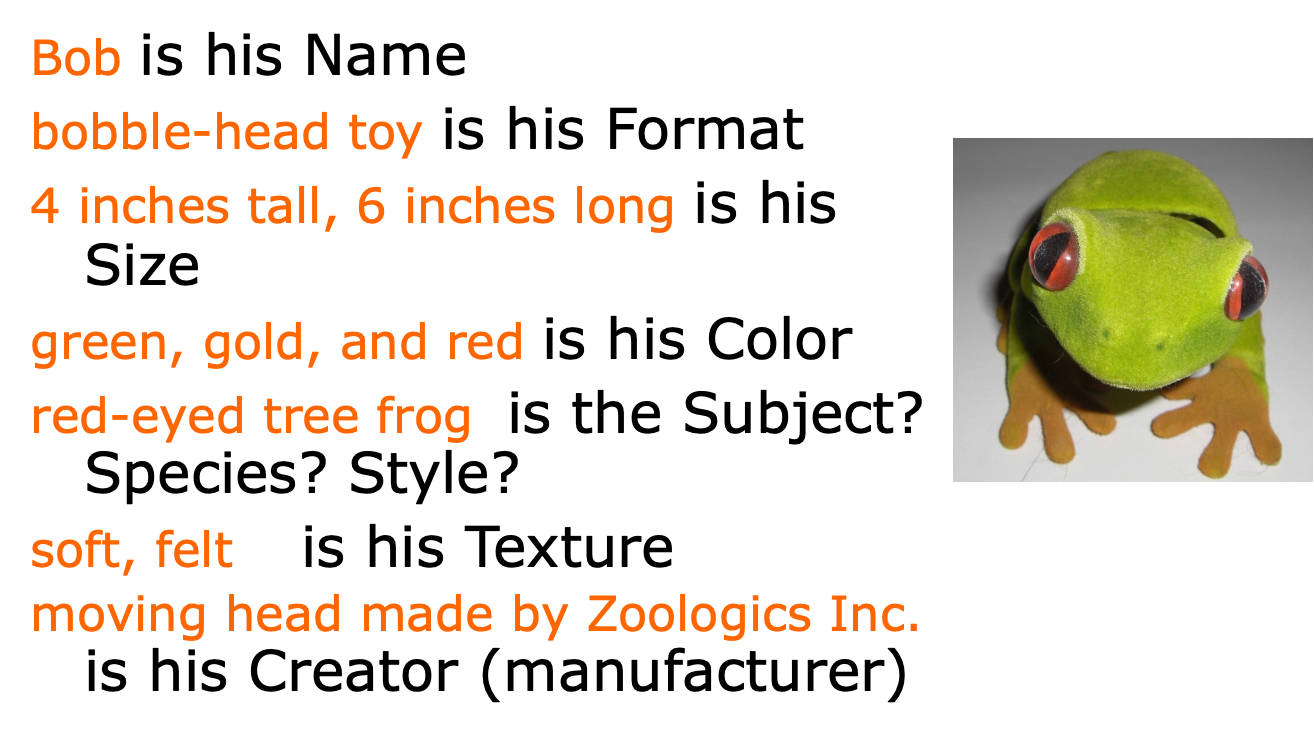 Bob is his Name
bobble-head toy is his Format
4 inches tall, 6 inches long is his
Size
green, gold, and red is his Color
red-eyed tree frog is the Subject?
Species? Style?
soft, felt is his Texture
moving head made by Zoologics Inc.
is his Creator (manufacturer)